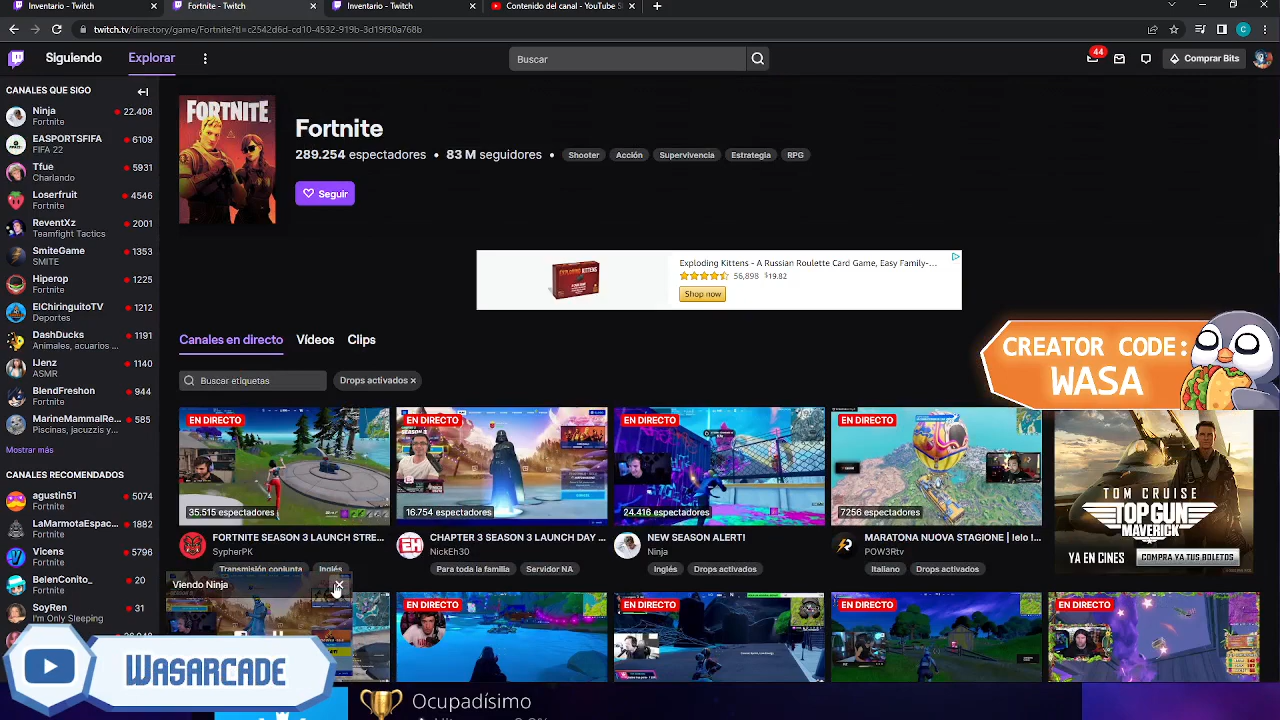 Inventario - Twitch
Fortnite - Twitch
Inventario - Twitch
Contenido del canal - YouTube S
twitch.tv/directory/game/Fortnite?tl=c2542d6d-cd10-4532-919b-3d19f30a768b
Siguiendo
Explorar
Buscar
44
Comprar Bits
CANALES QUE SIGO
Ninja 22.408
Fortnite
EASPORTSFIFA 6109
FIFA 22
Tfue 5931
Charlando
Loserfruit 4546
Fortnite
ReventXz 2001
Teamfight Tactics
SmiteGame 1353
SMITE
Hiperop 1225
Fortnite
ElChiringuitoTV 1212
Deportes
DashDucks 1191
Animales, acuarios ...
IJenz 1140
ASMR
BlendFreshon 944
Fortnite
MarineMammalRe... 585
Piscinas, jacuzzis y...
Mostrar más
CANALES RECOMENDADOS
agustin51 5074
Fortnite
LaMarmotaEspac... 1882
Fortnite
Vicens 5796
Fortnite
BelenConito_ 20
Fortnite
SoyRen 31
I'm Only Sleeping
FORTNITE
Fortnite
289.254 espectadores • 83 M seguidores •
Shooter
Acción
Supervivencia
Estrategia
RPG
Seguir
EXPLODING KITTENS
Exploding Kittens - A Russian Roulette Card Game, Easy Family-...
56,898 $19.82
Shop now
Canales en directo
Vídeos
Clips
Buscar etiquetas
Drops activados ×
CREATOR CODE:
WASA
EN DIRECTO
35.515 espectadores
FORTNITE SEASON 3 LAUNCH STRE...
SypherPK
Transmisión conjunta
Inglés
EN DIRECTO
16.754 espectadores
CHAPTER 3 SEASON 3 LAUNCH DAY ...
NickEh30
Para toda la familia
Servidor NA
EN DIRECTO
24.416 espectadores
NEW SEASON ALERT!
Ninja
Inglés
Drops activados
EN DIRECTO
7256 espectadores
MARATONA NUOVA STAGIONE | lelo !...
POW3Rtv
Italiano
Drops activados
TOM CRUISE
TOP GUN
MAVERICK
YA EN CINES
COMPRA YA TUS BOLETOS
Viendo Ninja
EN DIRECTO
EN DIRECTO
EN DIRECTO
EN DIRECTO
WASARCADE
Ocupadísimo